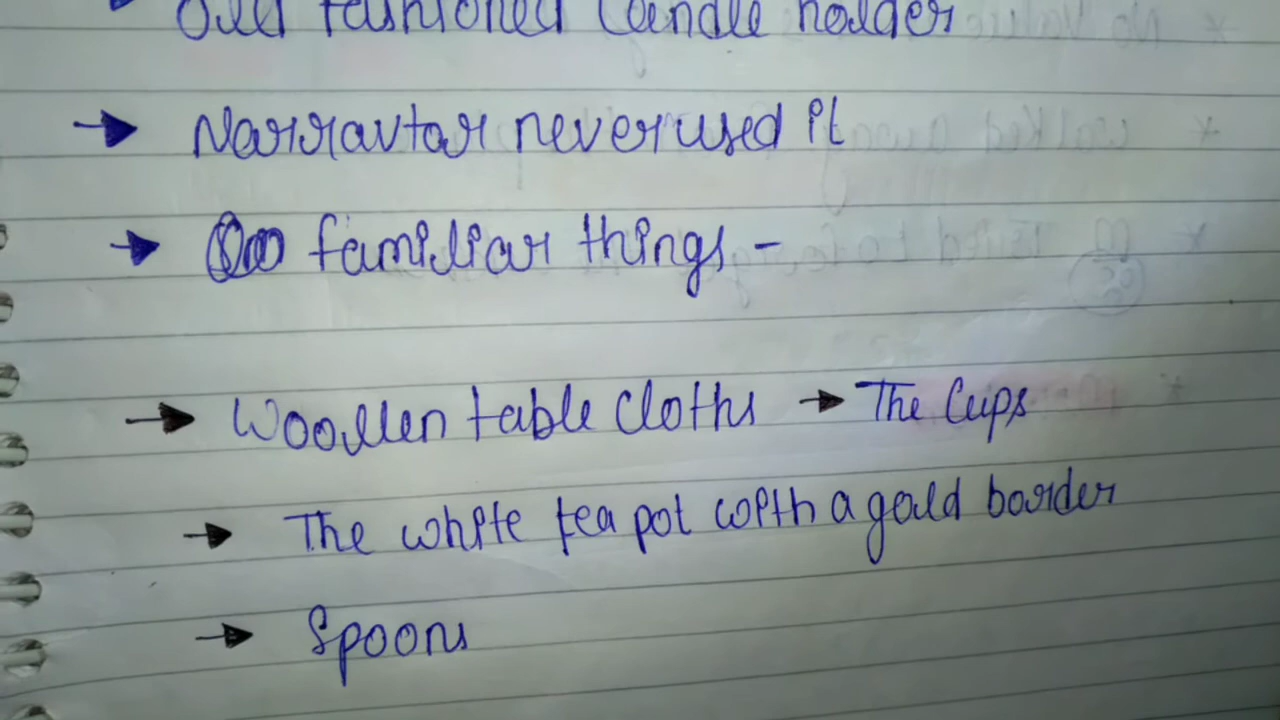 Old fashioned Candle holder
→ Narravtar never used it
→ familiar things -
→ Woollen table Cloths → The Cups
→ The white tea pot with a gold border
→ Spoons